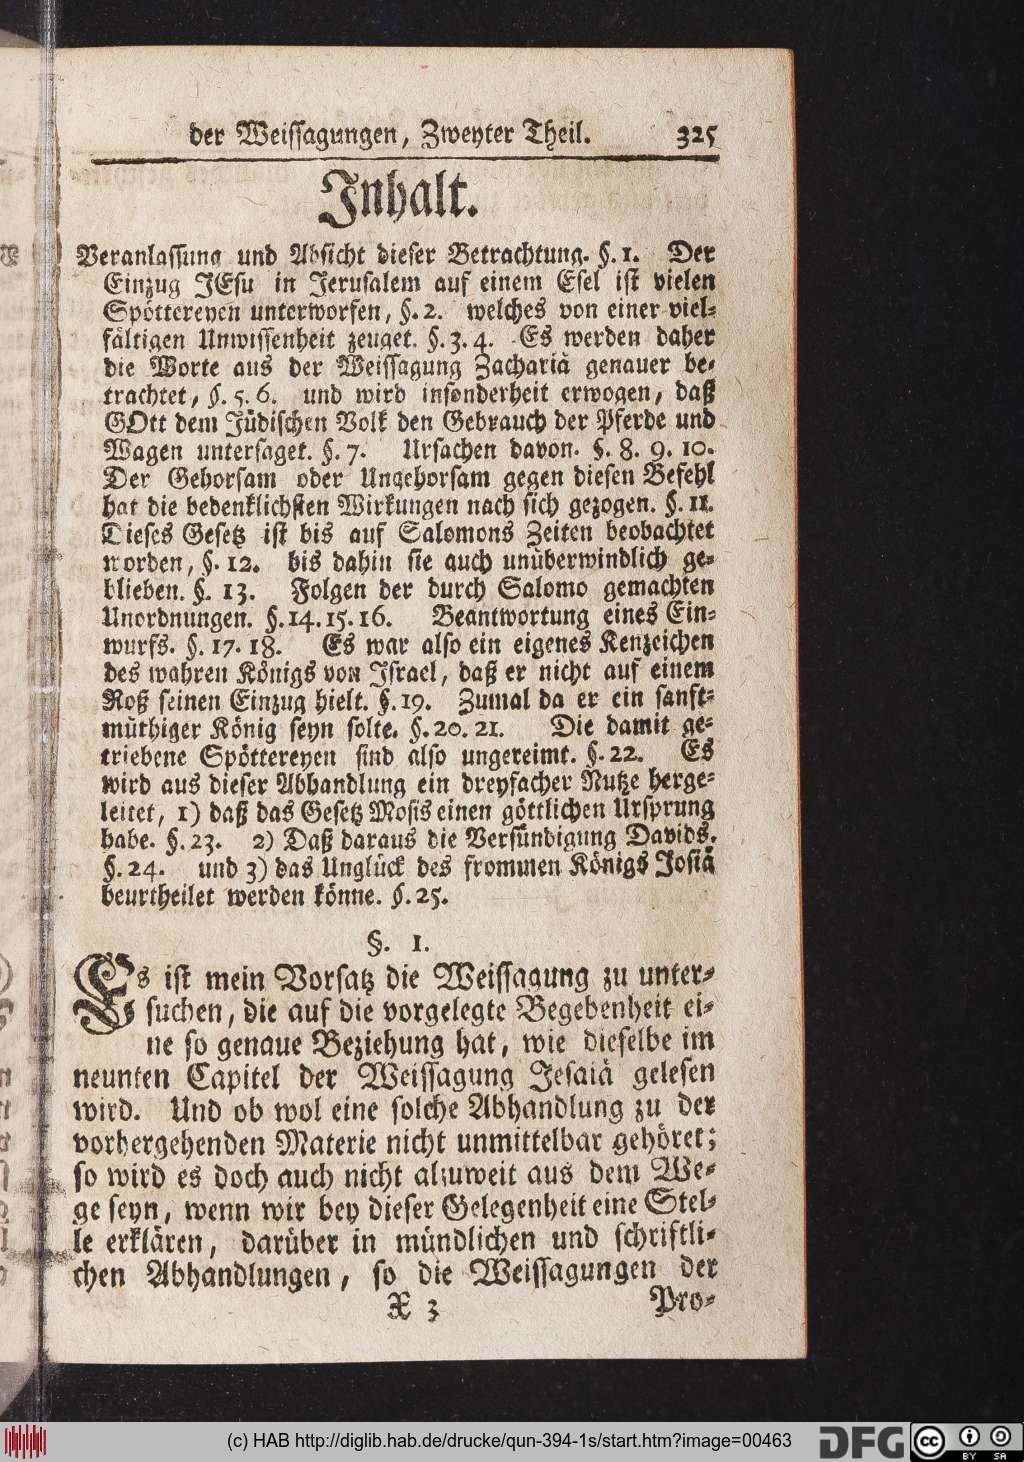 der Weissagungen, Zweyter Theil. 325
Inhalt.
Veranlassung und Absicht dieser Betrachtung. §. 1. Der
Einzug JEsu in Jerusalem auf einem Esel ist vielen
Spöttereyen unterworfen, §. 2. welches von einer viel-
fältigen Unwissenheit zeuget. §. 3. 4. Es werden daher
die Worte aus der Weissagung Zachariä genauer be-
trachtet, §. 5. 6. und wird insonderheit erwogen, daß
GOtt dem Jüdischen Volk den Gebrauch der Pferde und
Wagen untersaget. §. 7. Ursachen davon. §. 8. 9. 10.
Der Gehorsam oder Ungehorsam gegen diesen Befehl
hat die bedenklichsten Wirkungen nach sich gezogen. §. 11.
Dieses Gesetz ist bis auf Salomons Zeiten beobachtet
worden, §. 12. bis dahin sie auch unüberwindlich ge-
blieben. §. 13. Folgen der durch Salomo gemachten
Unordnungen. §. 14. 15. 16. Beantwortung eines Ein-
wurfs. §. 17. 18. Es war also ein eigenes Kenzeichen
des wahren Königs von Israel, daß er nicht auf einem
Roß seinen Einzug hielt. §. 19. Zumal da er ein sanft-
müthiger König seyn solte. §. 20. 21. Die damit ge-
triebene Spöttereyen sind also ungereimt. §. 22. Es
wird aus dieser Abhandlung ein dreyfacher Nutze herge-
leitet, 1) daß das Gesetz Mosis einen göttlichen Ursprung
habe. §. 23. 2) Daß daraus die Versündigung Davids.
§. 24. und 3) das Unglück des frommen Königs Josiä
beurtheilet werden könne. §. 25.
§. 1.
Es ist mein Vorsatz die Weissagung zu unter-
suchen, die auf die vorgelegte Begebenheit ei-
ne so genaue Beziehung hat, wie dieselbe im
neunten Capitel der Weissagung Jesaiä gelesen
wird. Und ob wol eine solche Abhandlung zu der
vorhergehenden Materie nicht unmittelbar gehöret;
so wird es doch auch nicht alzuweit aus dem We-
ge seyn, wenn wir bey dieser Gelegenheit eine Stel-
le erklären, darüber in mündlichen und schriftli-
chen Abhandlungen, so die Weissagungen der
X 3 Pro-
(c) HAB http://diglib.hab.de/drucke/qun-394-1s/start.htm?image=00463
DFG cc BY SA